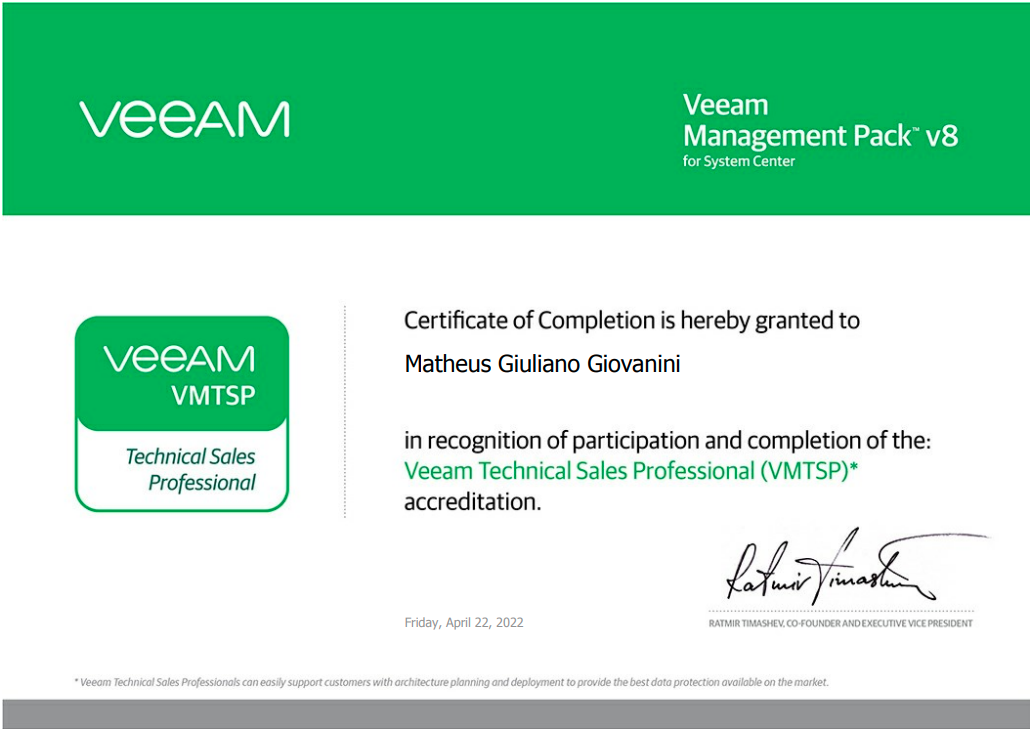 veeAM
Veeam
Management Pack™ v8
for System Center
Certificate of Completion is hereby granted to
Matheus Giuliano Giovanini
veeAM
VMTSP
Technical Sales
Professional
in recognition of participation and completion of the:
Veeam Technical Sales Professional (VMTSP)*
accreditation.
Ratmir Timashev
Friday, April 22, 2022
RATMIR TIMASHEV, CO-FOUNDER AND EXECUTIVE VICE PRESIDENT
* Veeam Technical Sales Professionals can easily support customers with architecture planning and deployment to provide the best data protection available on the market.